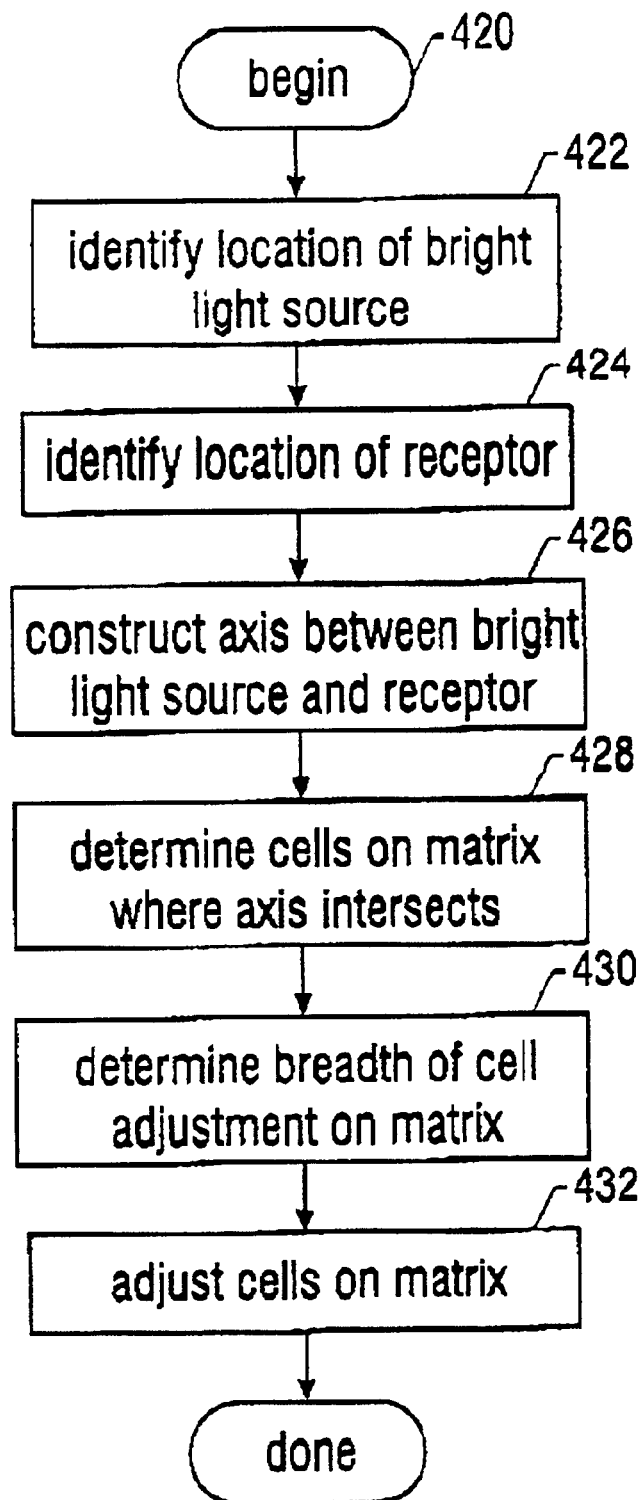 420
begin
422
identify location of bright
light source
424
identify location of receptor
426
construct axis between bright
light source and receptor
428
determine cells on matrix
where axis intersects
430
determine breadth of cell
adjustment on matrix
432
adjust cells on matrix
done